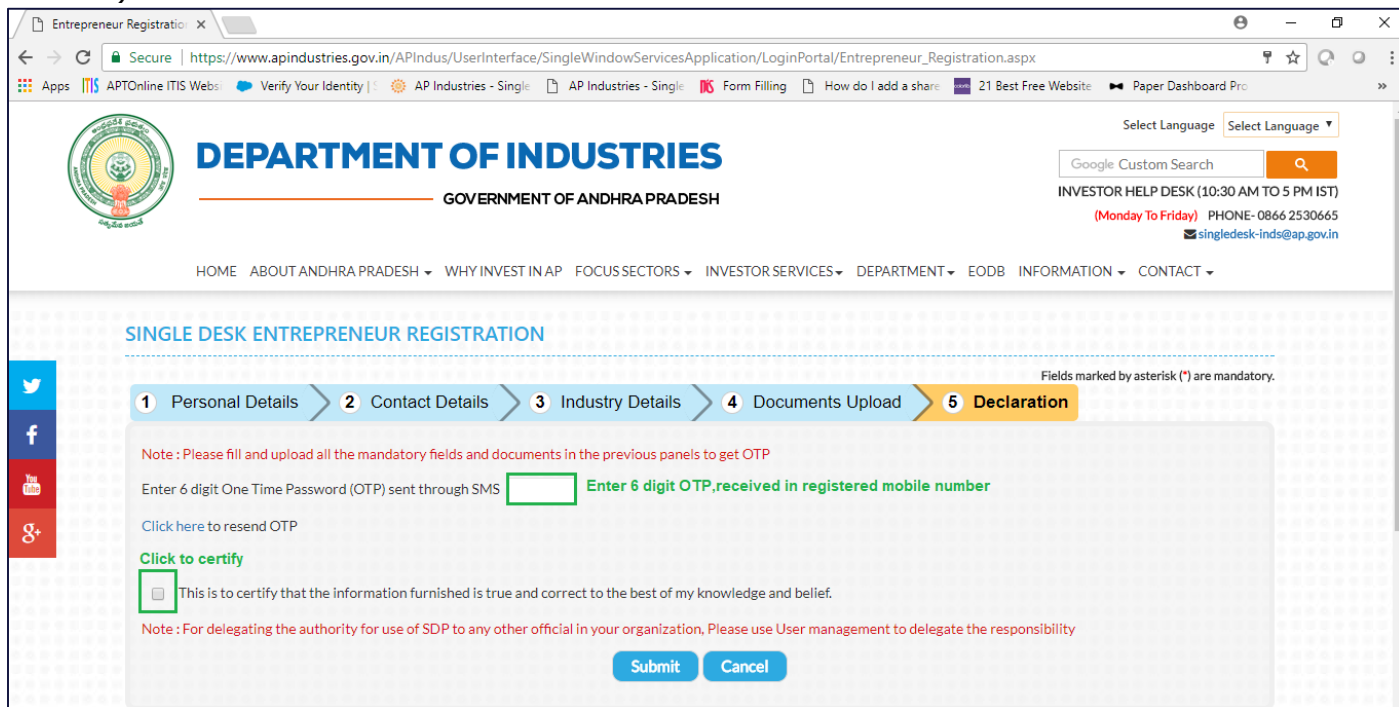 Entrepreneur Registration
Secure | https://www.apindustries.gov.in/APIndus/UserInterface/SingleWindowServicesApplication/LoginPortal/Entrepreneur_Registration.aspx
Apps APTOnline ITIS Websi Verify Your Identity | S AP Industries - Single AP Industries - Single Form Filling How do I add a share 21 Best Free Website Paper Dashboard Pro
Select Language Select Language
DEPARTMENT OF INDUSTRIES
GOVERNMENT OF ANDHRA PRADESH
Google Custom Search
INVESTOR HELP DESK (10:30 AM TO 5 PM IST)
(Monday To Friday) PHONE- 0866 2530665
singledesk-inds@ap.gov.in
HOME ABOUT ANDHRA PRADESH WHY INVEST IN AP FOCUS SECTORS INVESTOR SERVICES DEPARTMENT EODB INFORMATION CONTACT
SINGLE DESK ENTREPRENEUR REGISTRATION
Fields marked by asterisk (*) are mandatory.
1 Personal Details 2 Contact Details 3 Industry Details 4 Documents Upload 5 Declaration
Note : Please fill and upload all the mandatory fields and documents in the previous panels to get OTP
Enter 6 digit One Time Password (OTP) sent through SMS Enter 6 digit OTP,received in registered mobile number
Click here to resend OTP
Click to certify
This is to certify that the information furnished is true and correct to the best of my knowledge and belief.
Note : For delegating the authority for use of SDP to any other official in your organization, Please use User management to delegate the responsibility
Submit Cancel
You Tube